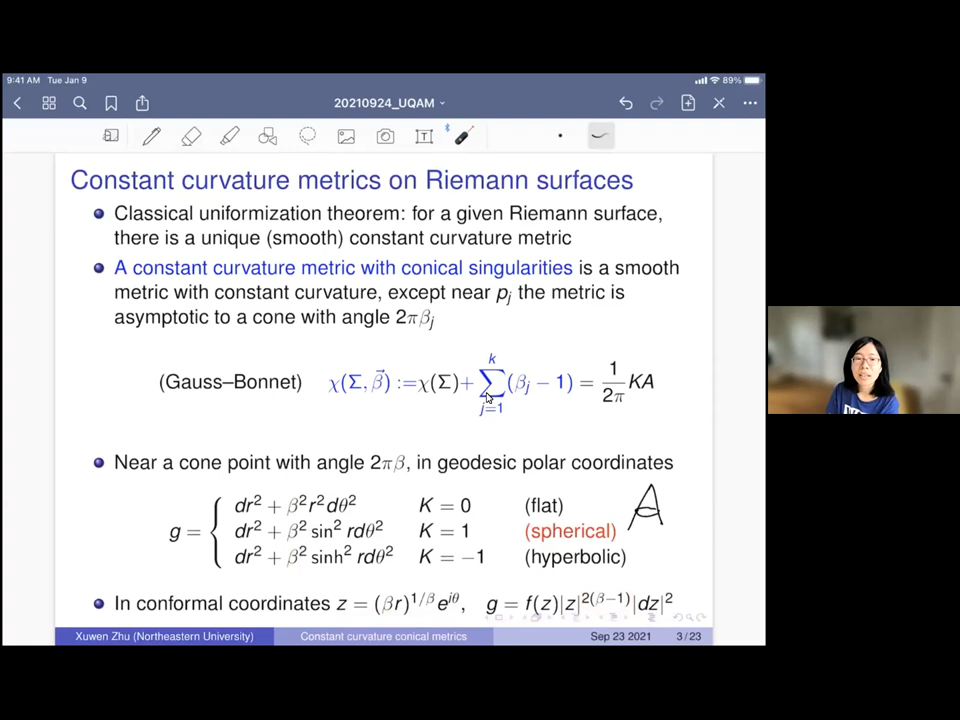 9:41 AM Tue Jan 9 89%
20210924_UQAM
Constant curvature metrics on Riemann surfaces
Classical uniformization theorem: for a given Riemann surface,
there is a unique (smooth) constant curvature metric
A constant curvature metric with conical singularities is a smooth
metric with constant curvature, except near p_j the metric is
asymptotic to a cone with angle 2πβ_j
(Gauss–Bonnet) χ(Σ, β⃗) := χ(Σ) + ∑_{j=1}^{k} (β_j − 1) = 1/2π KA
Near a cone point with angle 2πβ, in geodesic polar coordinates
g = { dr² + β²r²dθ² K = 0 (flat)
dr² + β² sin² rdθ² K = 1 (spherical)
dr² + β² sinh² rdθ² K = −1 (hyperbolic)
A
In conformal coordinates z = (βr)^{1/β}e^{iθ}, g = f(z)|z|^{2(β−1)}|dz|²
Xuwen Zhu (Northeastern University) Constant curvature conical metrics Sep 23 2021 3 / 23